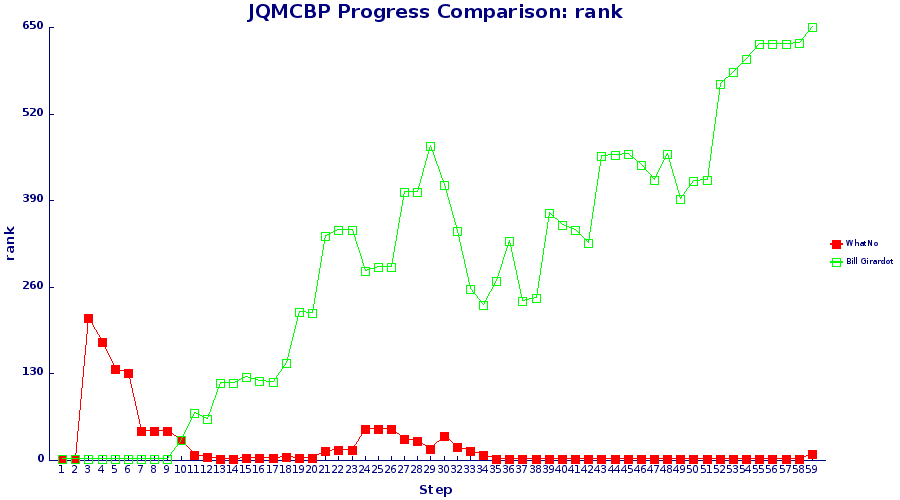 JQMCBP Progress Comparison: rank
650
520
390
260
130
0
rank
1 2 3 4 5 6 7 8 9 10 11 12 13 14 15 16 17 18 19 20 21 22 23 24 25 26 27 28 29 30 31 32 33 34 35 36 37 38 39 40 41 42 43 44 45 46 47 48 49 50 51 52 53 54 55 56 57 58 59
Step
WhatNo
Bill Girardot